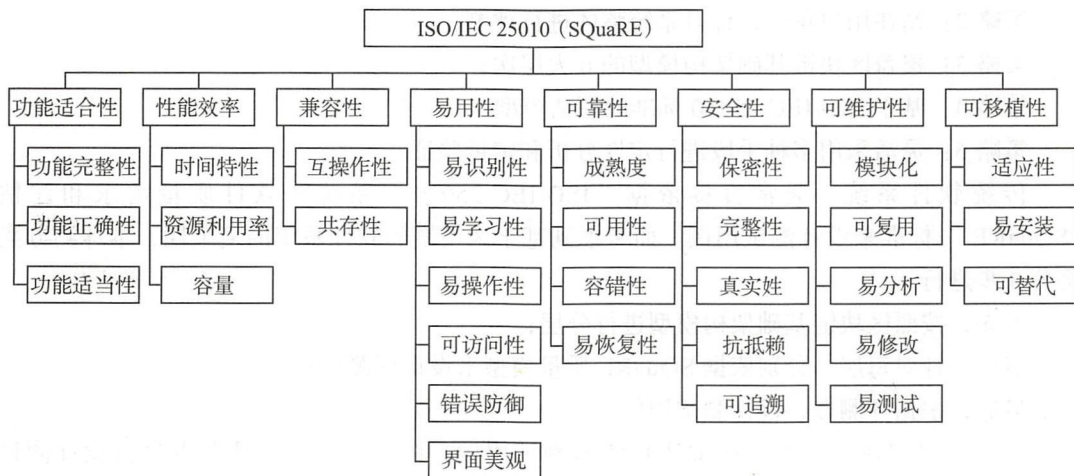 ISO/IEC 25010（SQuaRE）
功能适合性
功能完整性
功能正确性
功能适当性
性能效率
时间特性
资源利用率
容量
兼容性
互操作性
共存性
易用性
易识别性
易学习性
易操作性
可访问性
错误防御
界面美观
可靠性
成熟度
可用性
容错性
易恢复性
安全性
保密性
完整性
真实姓
抗抵赖
可追溯
可维护性
模块化
可复用
易分析
易修改
易测试
可移植性
适应性
易安装
可替代